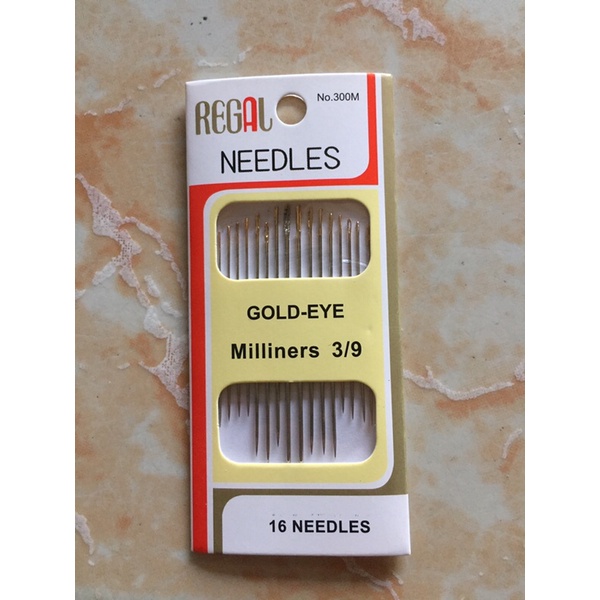 REGAL
No.300M
NEEDLES
GOLD-EYE
Milliners 3/9
16 NEEDLES